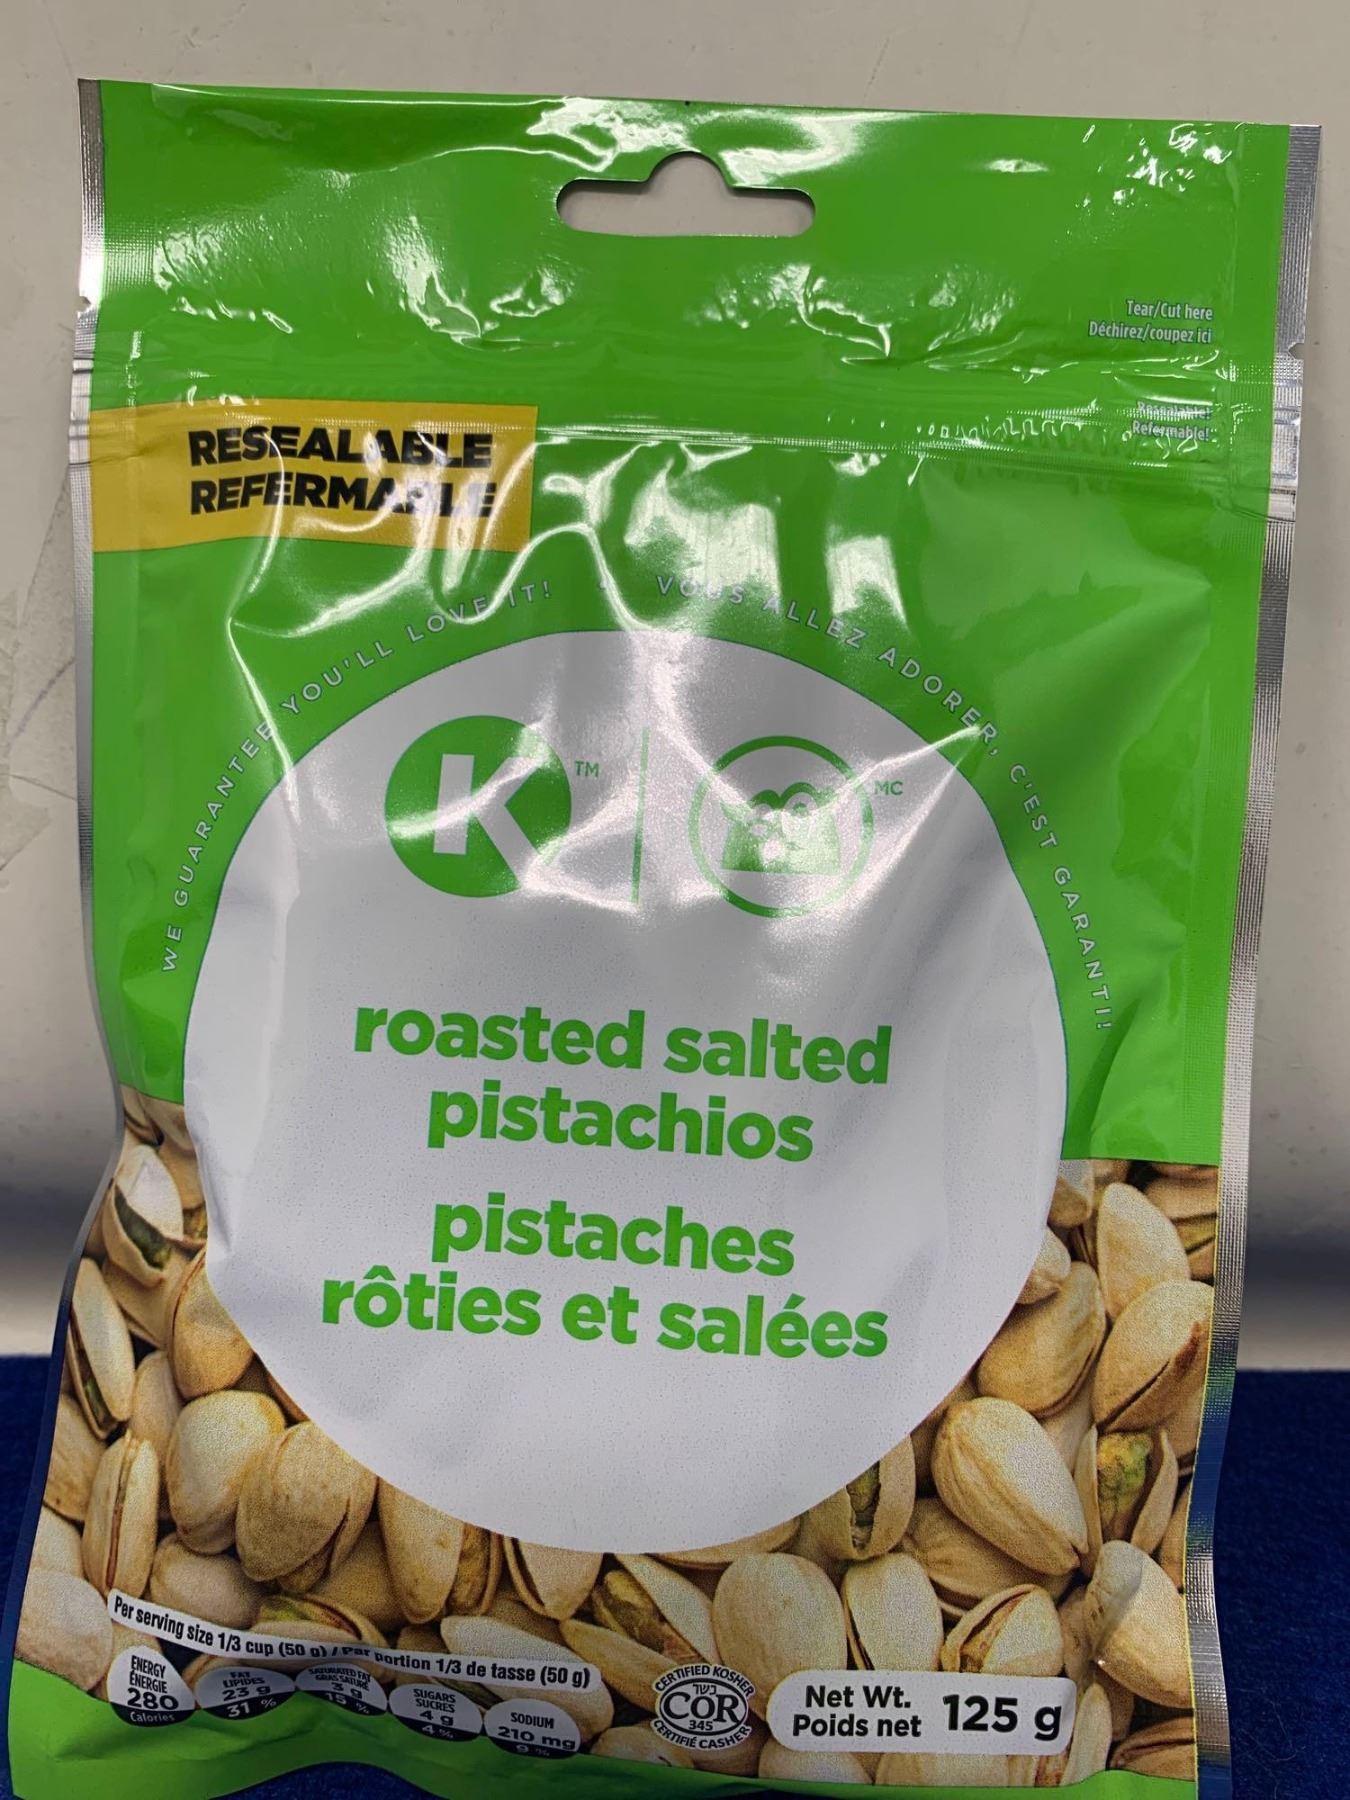 Tear/Cut here
Déchirez/coupez ici
Resealable!
Refermable!
RESEALABLE
REFERMABLE
WE GUARANTEE YOU'LL LOVE IT! • VOUS ALLEZ ADORER, C'EST GARANTI!
K TM
MC
roasted salted
pistachios
pistaches
rôties et salées
Per serving size 1/3 cup (50 g) / Par portion 1/3 de tasse (50 g)
ENERGY
ÉNERGIE
280
Calories
FAT
LIPIDES
23 g
31 %
SATURATED FAT
GRAS SATURÉ
3 g
15 %
SUGARS
SUCRES
4 g
4 %
SODIUM
210 mg
9 %
CERTIFIED KOSHER
כשר
COR
345
CERTIFIÉ CASHER
Net Wt.
Poids net 125 g